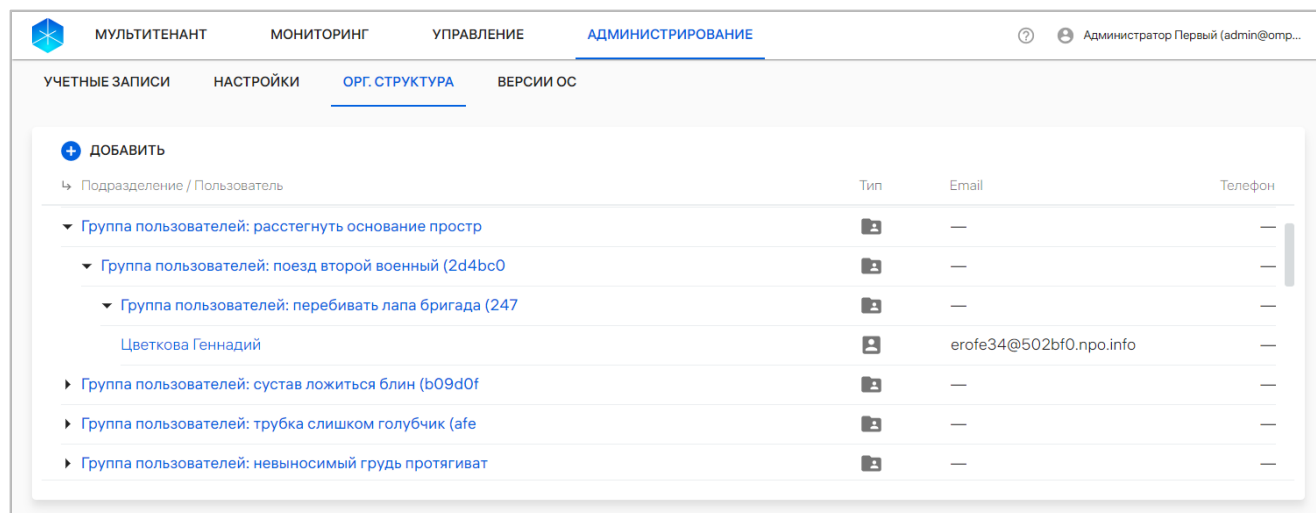 МУЛЬТИТЕНАНТ МОНИТОРИНГ УПРАВЛЕНИЕ АДМИНИСТРИРОВАНИЕ ? Администратор Первый (admin@omp...
УЧЕТНЫЕ ЗАПИСИ НАСТРОЙКИ ОРГ. СТРУКТУРА ВЕРСИИ ОС
ДОБАВИТЬ
Подразделение / Пользователь Тип Email Телефон
Группа пользователей: расстегнуть основание простр — —
Группа пользователей: поезд второй военный (2d4bc0 — —
Группа пользователей: перебивать лапа бригада (247 — —
Цветкова Геннадий erofe34@502bf0.npo.info —
Группа пользователей: сустав ложиться блин (b09d0f — —
Группа пользователей: трубка слишком голубчик (afe — —
Группа пользователей: невыносимый грудь протягиват — —